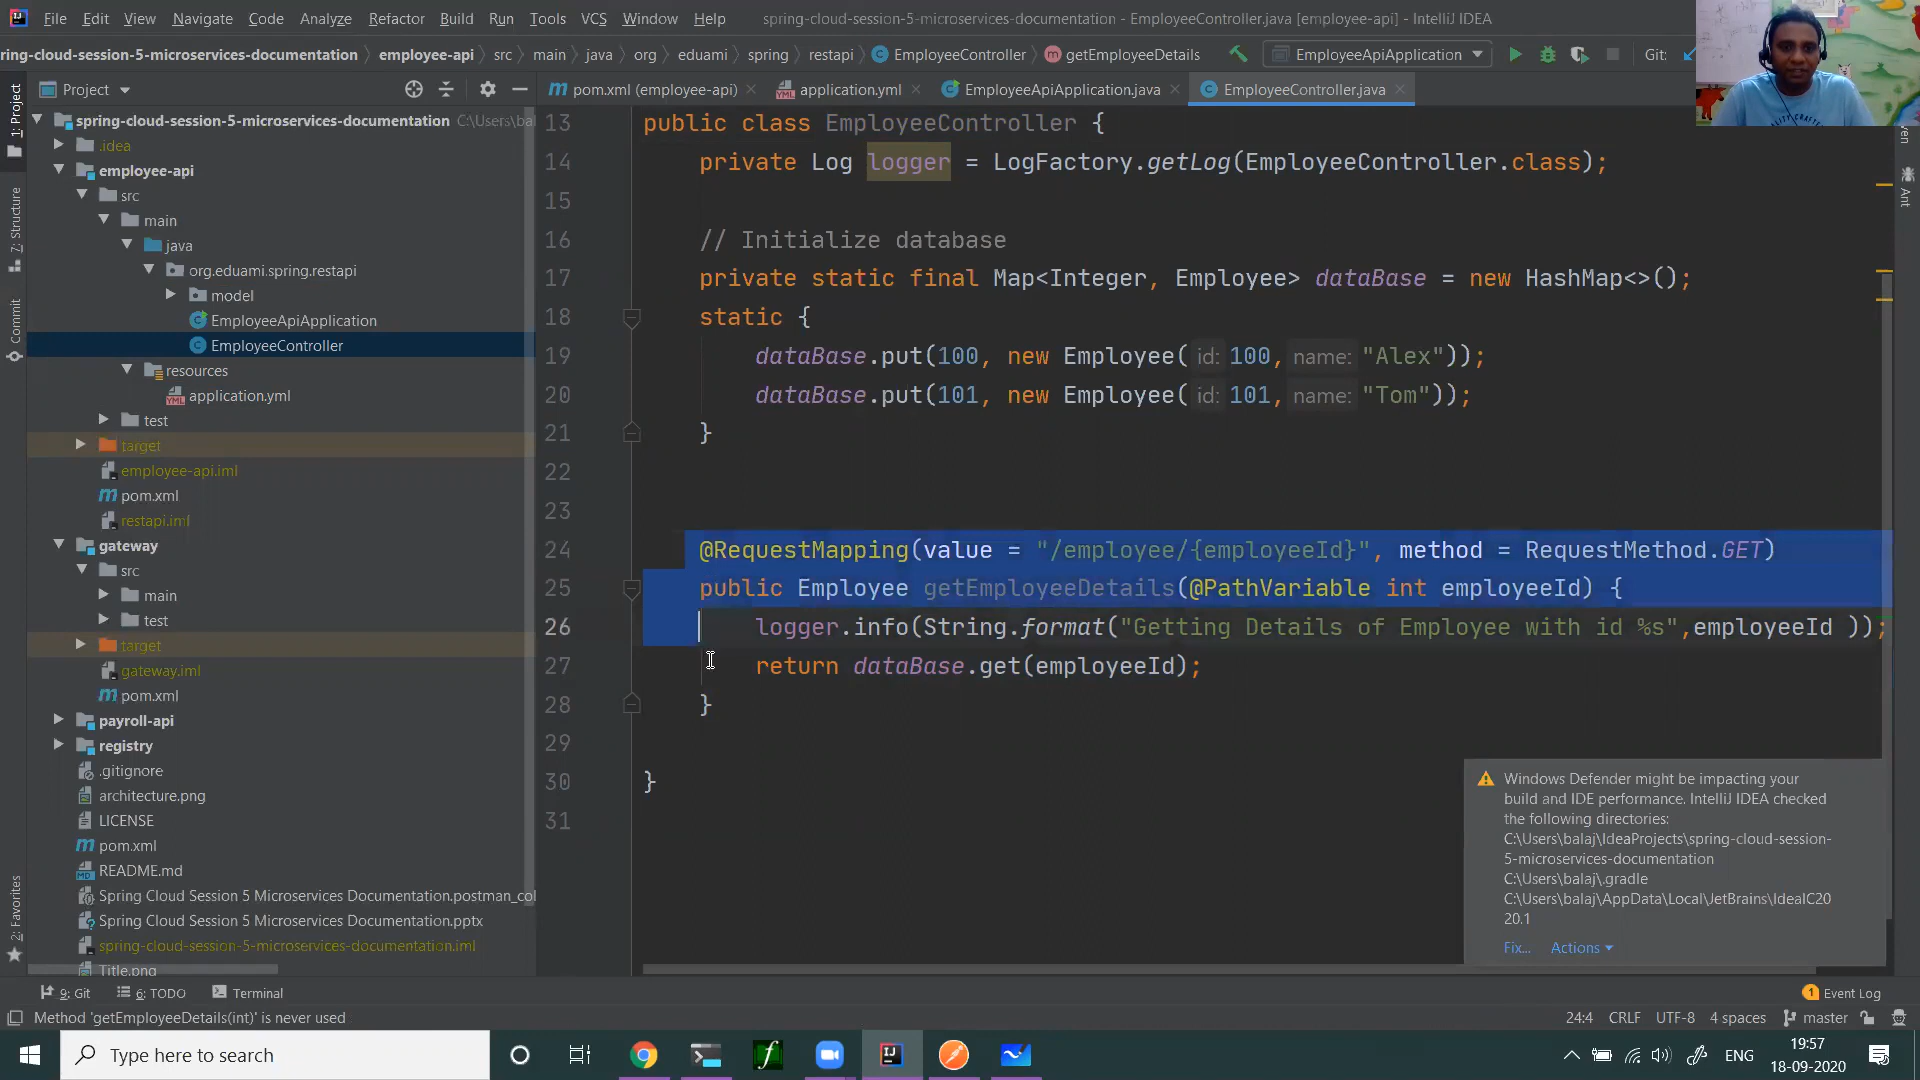 File Edit View Navigate Code Analyze Refactor Build Run Tools VCS Window Help spring-cloud-session-5-microservices-documentation - EmployeeController.java [employee-api] - IntelliJ IDEA
ring-cloud-session-5-microservices-documentation employee-api src main java org eduami spring restapi EmployeeController getEmployeeDetails EmployeeApiApplication Git:
1: Project
7: Structure
Commit
2: Favorites
Project
spring-cloud-session-5-microservices-documentation C:\Users\bal
.idea
employee-api
src
main
java
org.eduami.spring.restapi
model
EmployeeApiApplication
EmployeeController
resources
application.yml
test
target
employee-api.iml
pom.xml
restapi.iml
gateway
src
main
test
target
gateway.iml
pom.xml
payroll-api
registry
.gitignore
architecture.png
LICENSE
pom.xml
README.md
Spring Cloud Session 5 Microservices Documentation.postman_col
Spring Cloud Session 5 Microservices Documentation.pptx
spring-cloud-session-5-microservices-documentation.iml
Title.png
pom.xml (employee-api) application.yml EmployeeApiApplication.java EmployeeController.java
13 public class EmployeeController {
14 private Log logger = LogFactory.getLog(EmployeeController.class);
15
16 // Initialize database
17 private static final Map<Integer, Employee> dataBase = new HashMap<>();
18 static {
19 dataBase.put(100, new Employee( id: 100, name: "Alex"));
20 dataBase.put(101, new Employee( id: 101, name: "Tom"));
21 }
22
23
24 @RequestMapping(value = "/employee/{employeeId}", method = RequestMethod.GET)
25 public Employee getEmployeeDetails(@PathVariable int employeeId) {
26 logger.info(String.format("Getting Details of Employee with id %s",employeeId ));
27 return dataBase.get(employeeId);
28 }
29
30 }
31
Ant
Windows Defender might be impacting your
build and IDE performance. IntelliJ IDEA checked
the following directories:
C:\Users\balaj\IdeaProjects\spring-cloud-session-
5-microservices-documentation
C:\Users\balaj\.gradle
C:\Users\balaj\AppData\Local\JetBrains\IdeaIC20
20.1
Fix... Actions
9: Git 6: TODO Terminal 1 Event Log
Method 'getEmployeeDetails(int)' is never used 24:4 CRLF UTF-8 4 spaces master
Type here to search ENG 19:57
18-09-2020